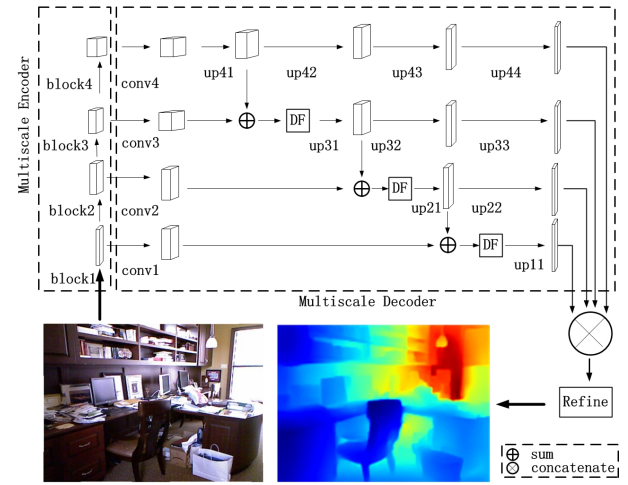 Multiscale Encoder
block4
conv4
up41
up42
up43
up44
block3
conv3
DF
up31
up32
up33
block2
conv2
DF
up21
up22
block1
conv1
DF
up11
Multiscale Decoder
Refine
sum
concatenate